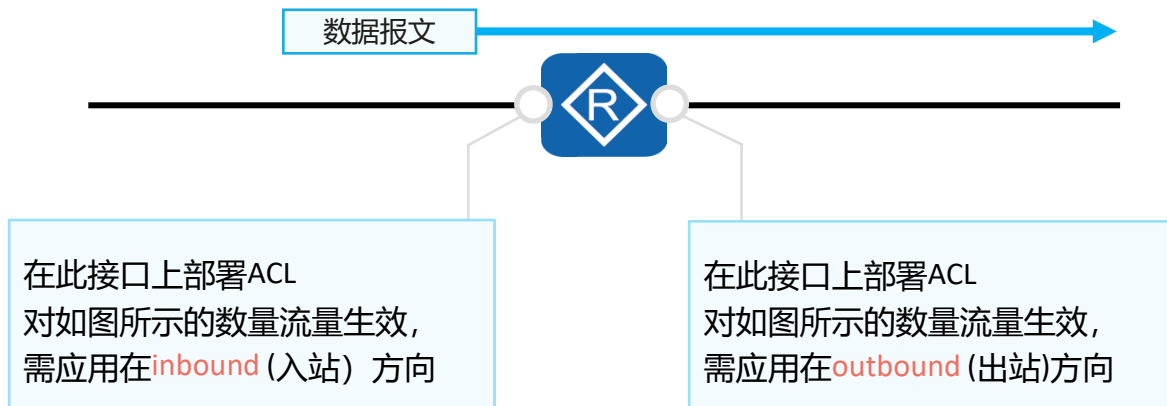 数据报文
R
在此接口上部署ACL
对如图所示的数量流量生效，
需应用在inbound (入站）方向
在此接口上部署ACL
对如图所示的数量流量生效，
需应用在outbound (出站)方向